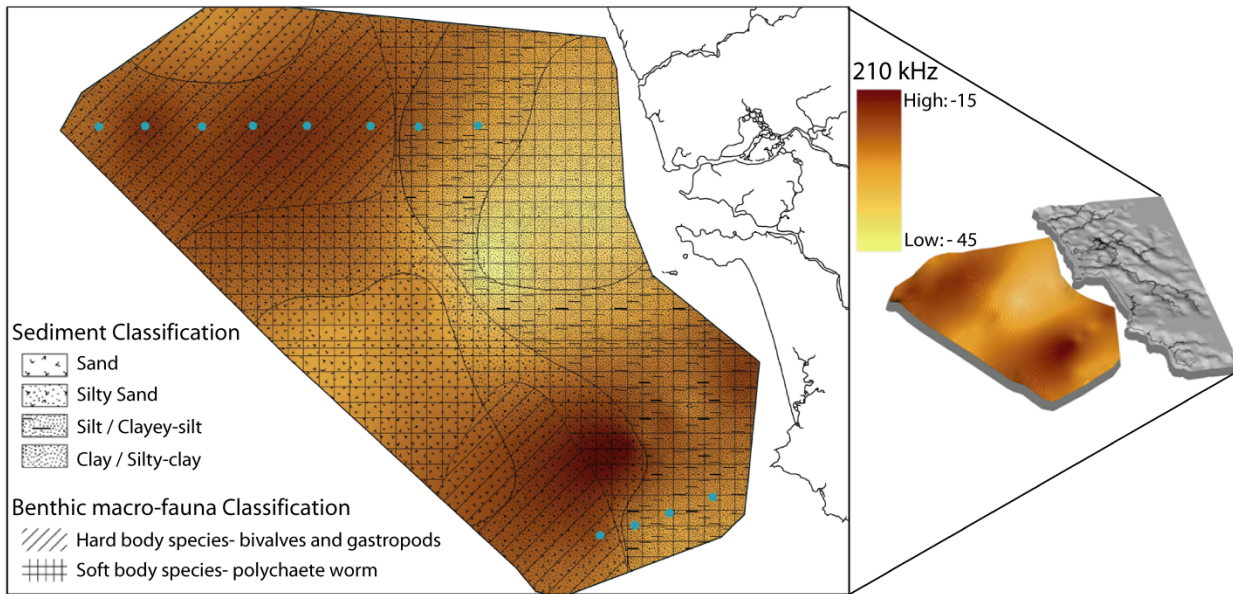 210 kHz
High: -15
Low: - 45
Sediment Classification
Sand
Silty Sand
Silt / Clayey-silt
Clay / Silty-clay
Benthic macro-fauna Classification
Hard body species- bivalves and gastropods
Soft body species- polychaete worm